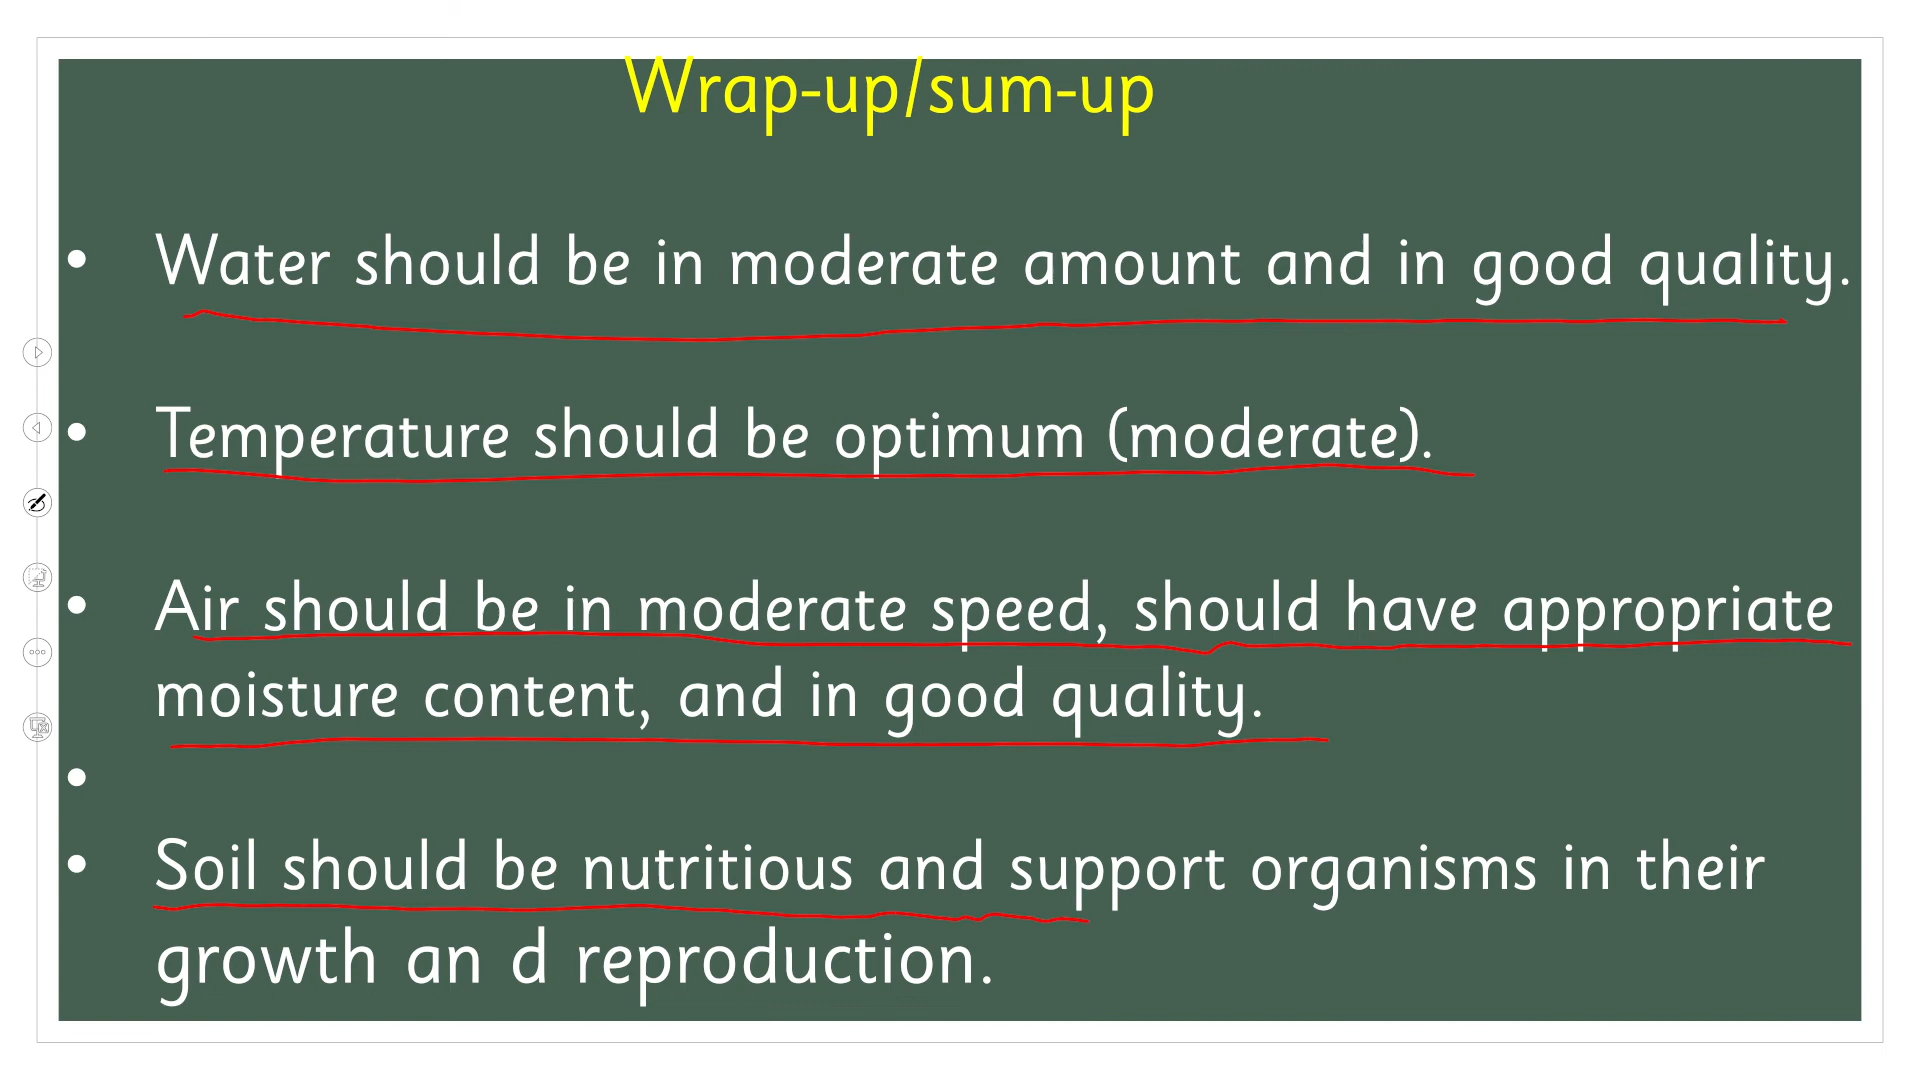 Wrap-up/sum-up
• Water should be in moderate amount and in good quality.
• Temperature should be optimum (moderate).
• Air should be in moderate speed, should have appropriate
moisture content, and in good quality.
•
• Soil should be nutritious and support organisms in their
growth an d reproduction.